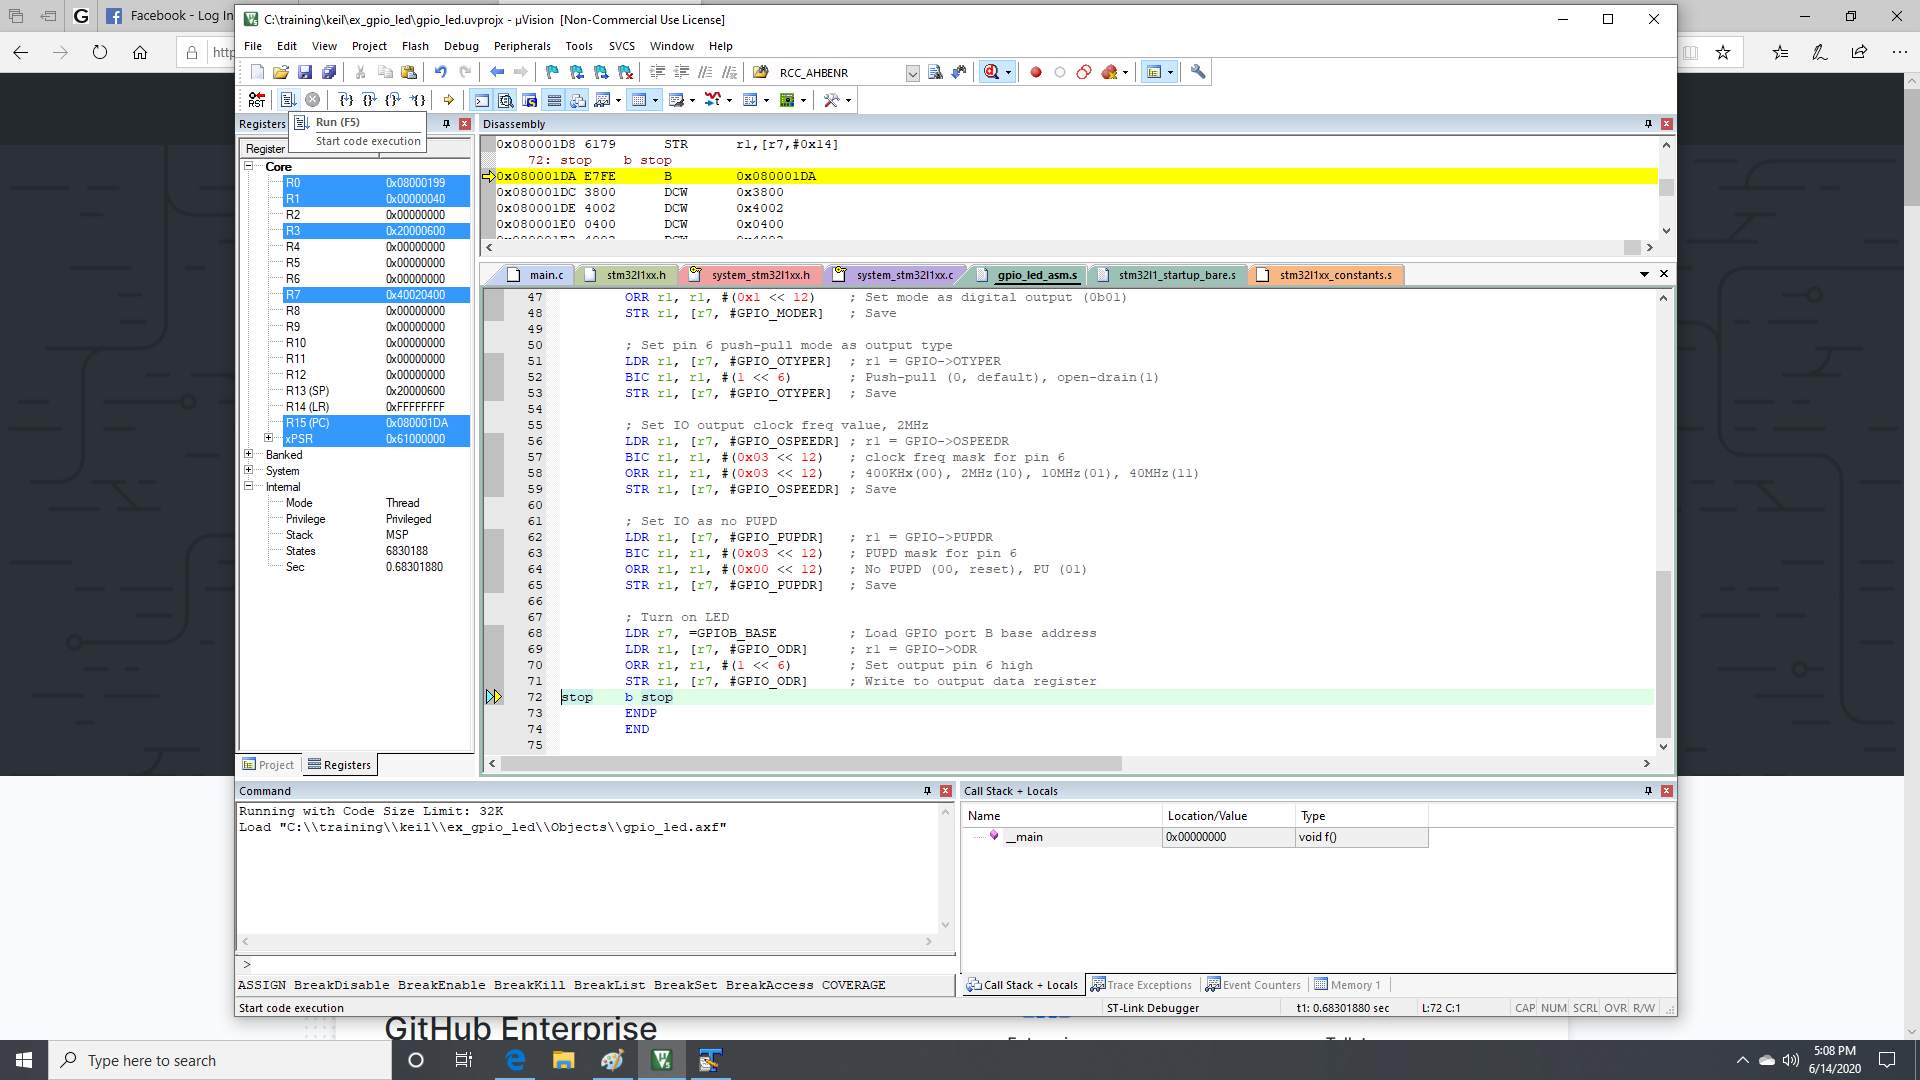 G
Facebook - Log In
http
C:\training\keil\ex_gpio_led\gpio_led.uvprojx - µVision [Non-Commercial Use License]
File Edit View Project Flash Debug Peripherals Tools SVCS Window Help
RCC_AHBENR
RST
Registers
Run (F5)
Start code execution
Register
Core
R0 0x08000199
R1 0x00000040
R2 0x00000000
R3 0x20000600
R4 0x00000000
R5 0x00000000
R6 0x00000000
R7 0x40020400
R8 0x00000000
R9 0x00000000
R10 0x00000000
R11 0x00000000
R12 0x00000000
R13 (SP) 0x20000600
R14 (LR) 0xFFFFFFFF
R15 (PC) 0x080001DA
xPSR 0x61000000
Banked
System
Internal
Mode Thread
Privilege Privileged
Stack MSP
States 6830188
Sec 0.68301880
Project Registers
Disassembly
0x080001D8 6179 STR r1,[r7,#0x14]
72: stop b stop
0x080001DA E7FE B 0x080001DA
0x080001DC 3800 DCW 0x3800
0x080001DE 4002 DCW 0x4002
0x080001E0 0400 DCW 0x0400
0x080001E2 4002 DCW 0x4002
main.c stm32l1xx.h system_stm32l1xx.h system_stm32l1xx.c gpio_led_asm.s stm32l1_startup_bare.s stm32l1xx_constants.s
47 ORR r1, r1, #(0x1 << 12) ; Set mode as digital output (0b01)
48 STR r1, [r7, #GPIO_MODER] ; Save
49
50 ; Set pin 6 push-pull mode as output type
51 LDR r1, [r7, #GPIO_OTYPER] ; r1 = GPIO->OTYPER
52 BIC r1, r1, #(1 << 6) ; Push-pull (0, default), open-drain(1)
53 STR r1, [r7, #GPIO_OTYPER] ; Save
54
55 ; Set IO output clock freq value, 2MHz
56 LDR r1, [r7, #GPIO_OSPEEDR] ; r1 = GPIO->OSPEEDR
57 BIC r1, r1, #(0x03 << 12) ; clock freq mask for pin 6
58 ORR r1, r1, #(0x03 << 12) ; 400KHx(00), 2MHz(10), 10MHz(01), 40MHz(11)
59 STR r1, [r7, #GPIO_OSPEEDR] ; Save
60
61 ; Set IO as no PUPD
62 LDR r1, [r7, #GPIO_PUPDR] ; r1 = GPIO->PUPDR
63 BIC r1, r1, #(0x03 << 12) ; PUPD mask for pin 6
64 ORR r1, r1, #(0x00 << 12) ; No PUPD (00, reset), PU (01)
65 STR r1, [r7, #GPIO_PUPDR] ; Save
66
67 ; Turn on LED
68 LDR r7, =GPIOB_BASE ; Load GPIO port B base address
69 LDR r1, [r7, #GPIO_ODR] ; r1 = GPIO->ODR
70 ORR r1, r1, #(1 << 6) ; Set output pin 6 high
71 STR r1, [r7, #GPIO_ODR] ; Write to output data register
72 stop b stop
73 ENDP
74 END
75
Command
Running with Code Size Limit: 32K
Load "C:\\training\\keil\\ex_gpio_led\\Objects\\gpio_led.axf"
>
ASSIGN BreakDisable BreakEnable BreakKill BreakList BreakSet BreakAccess COVERAGE
Call Stack + Locals
Name Location/Value Type
__main 0x00000000 void f()
Call Stack + Locals Trace Exceptions Event Counters Memory 1
Start code execution ST-Link Debugger t1: 0.68301880 sec L:72 C:1 CAP NUM SCRL OVR R/W
GitHub Enterprise
Type here to search
5:08 PM
6/14/2020